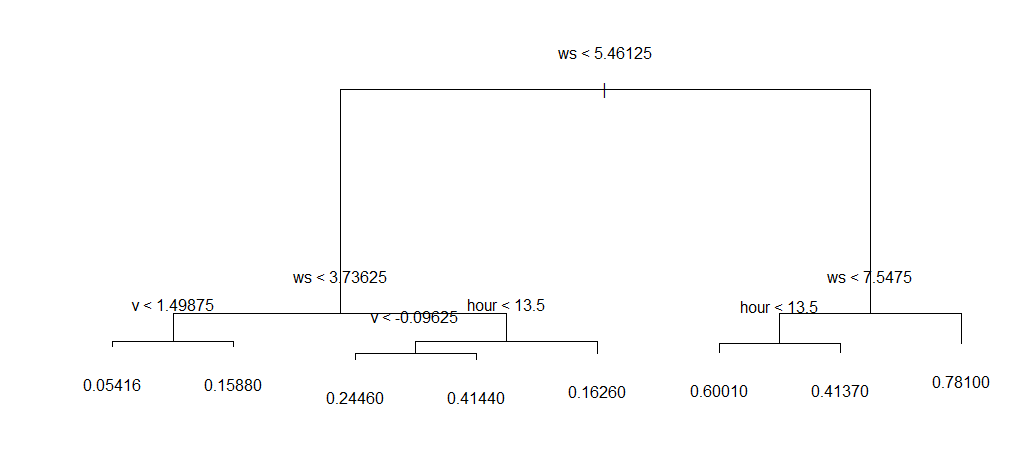 ws < 5.46125
ws < 3.73625
ws < 7.5475
v < 1.49875
hour < 13.5
hour < 13.5
v < -0.09625
0.05416
0.15880
0.24460
0.41440
0.16260
0.60010
0.41370
0.78100